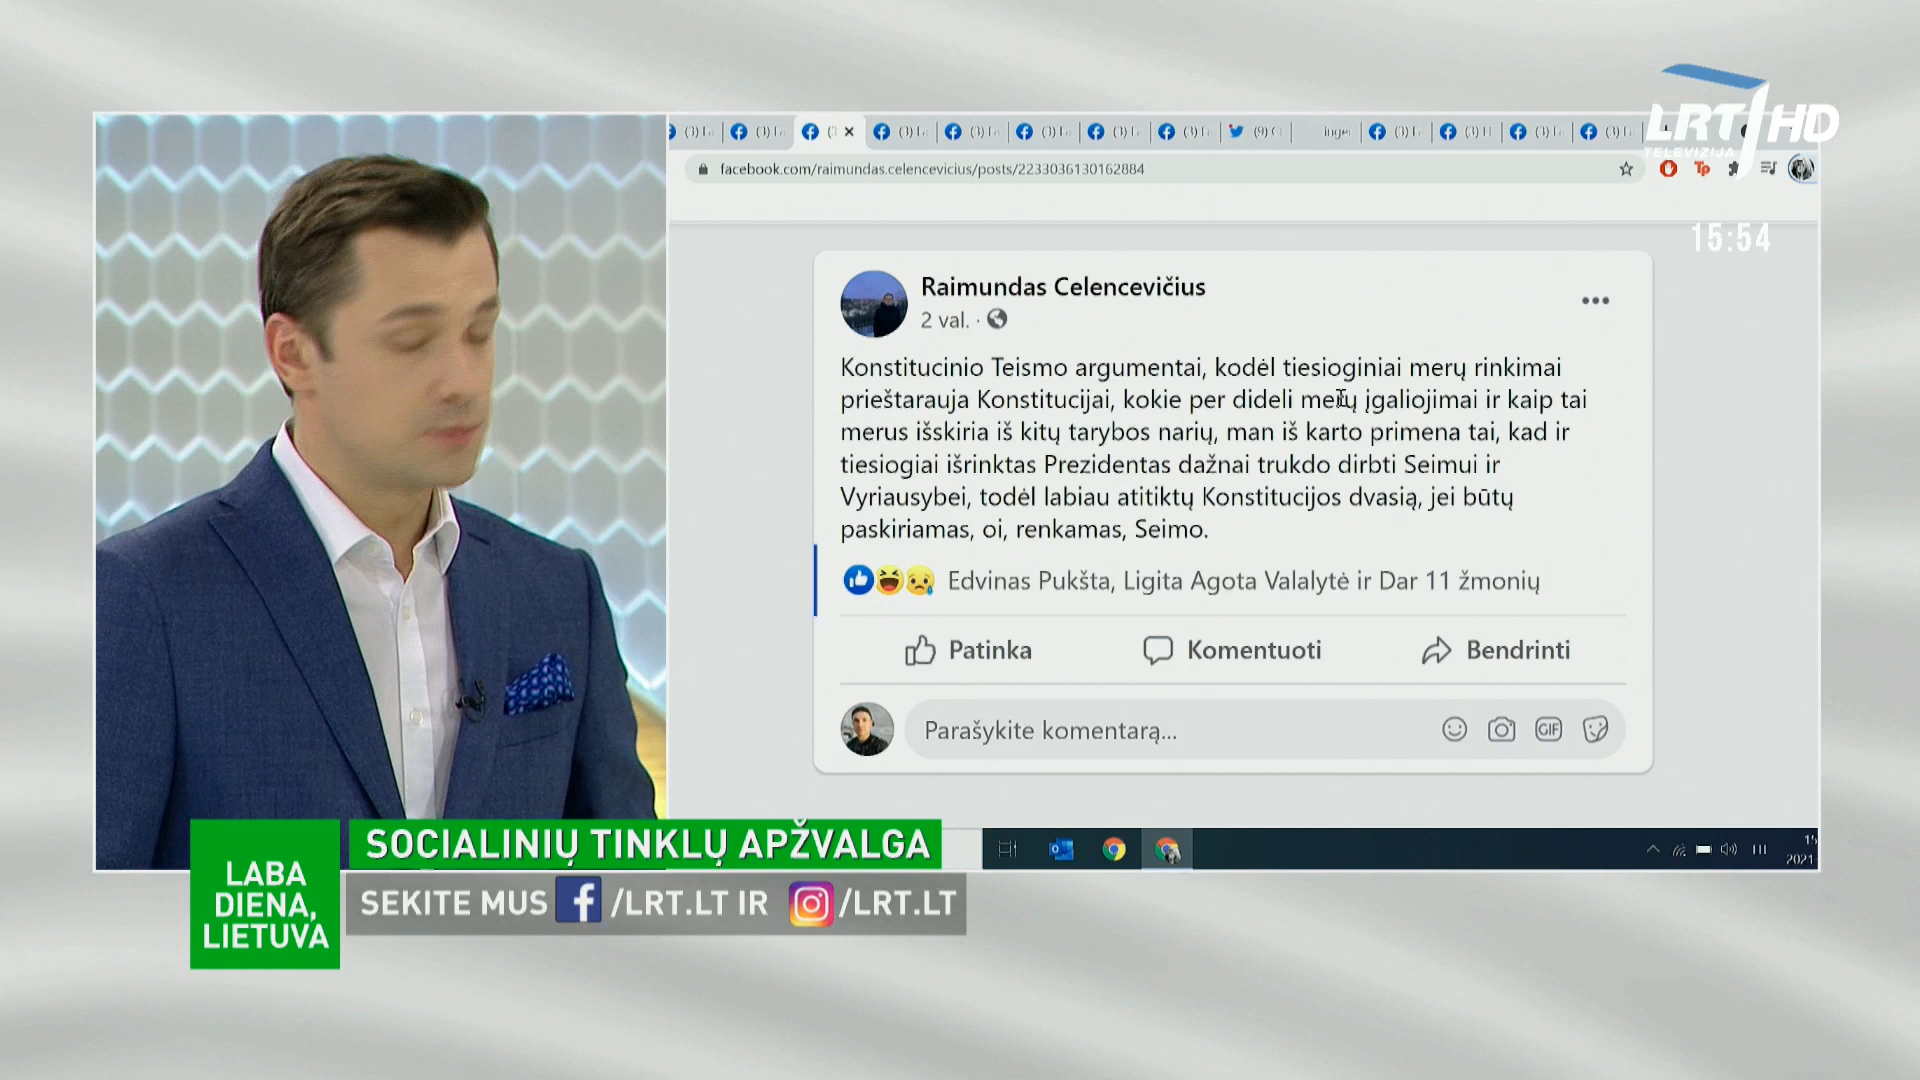 LRT HD
TELEVIZIJA
facebook.com/raimundas.celencevicius/posts/2233036130162884
15:54
Raimundas Celencevičius
2 val. ·
Konstitucinio Teismo argumentai, kodėl tiesioginiai merų rinkimai
prieštarauja Konstitucijai, kokie per dideli merų įgaliojimai ir kaip tai
merus išskiria iš kitų tarybos narių, man iš karto primena tai, kad ir
tiesiogiai išrinktas Prezidentas dažnai trukdo dirbti Seimui ir
Vyriausybei, todėl labiau atitiktų Konstitucijos dvasią, jei būtų
paskiriamas, oi, renkamas, Seimo.
Edvinas Pukšta, Ligita Agota Valalytė ir Dar 11 žmonių
Patinka Komentuoti Bendrinti
Parašykite komentarą...
GIF
SOCIALINIŲ TINKLŲ APŽVALGA
SEKITE MUS /LRT.LT IR /LRT.LT
LABA
DIENA,
LIETUVA
2021